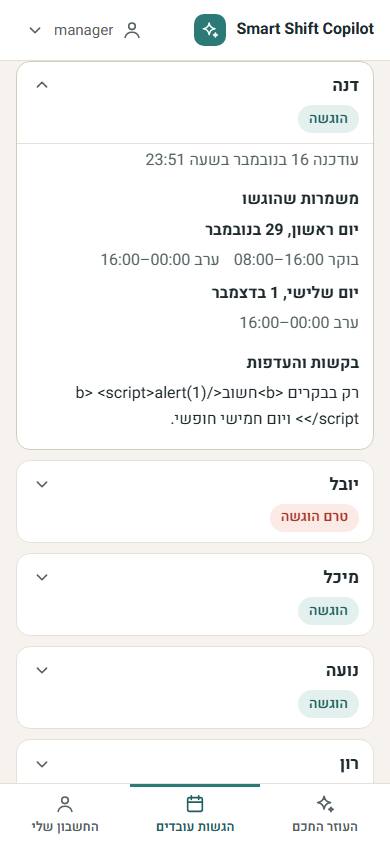 Smart Shift Copilot
manager
דנה
הוגשה
עודכנה 16 בנובמבר בשעה 23:51
משמרות שהוגשו
יום ראשון, 29 בנובמבר
בוקר 08:00–16:00 ערב 16:00–00:00
יום שלישי, 1 בדצמבר
ערב 16:00–00:00
בקשות והעדפות
רק בבקרים <b>חשוב</b> <script>alert(1)
</script> ויום חמישי חופשי.
יובל
טרם הוגשה
מיכל
הוגשה
נועה
הוגשה
רון
העוזר החכם
הגשות עובדים
החשבון שלי